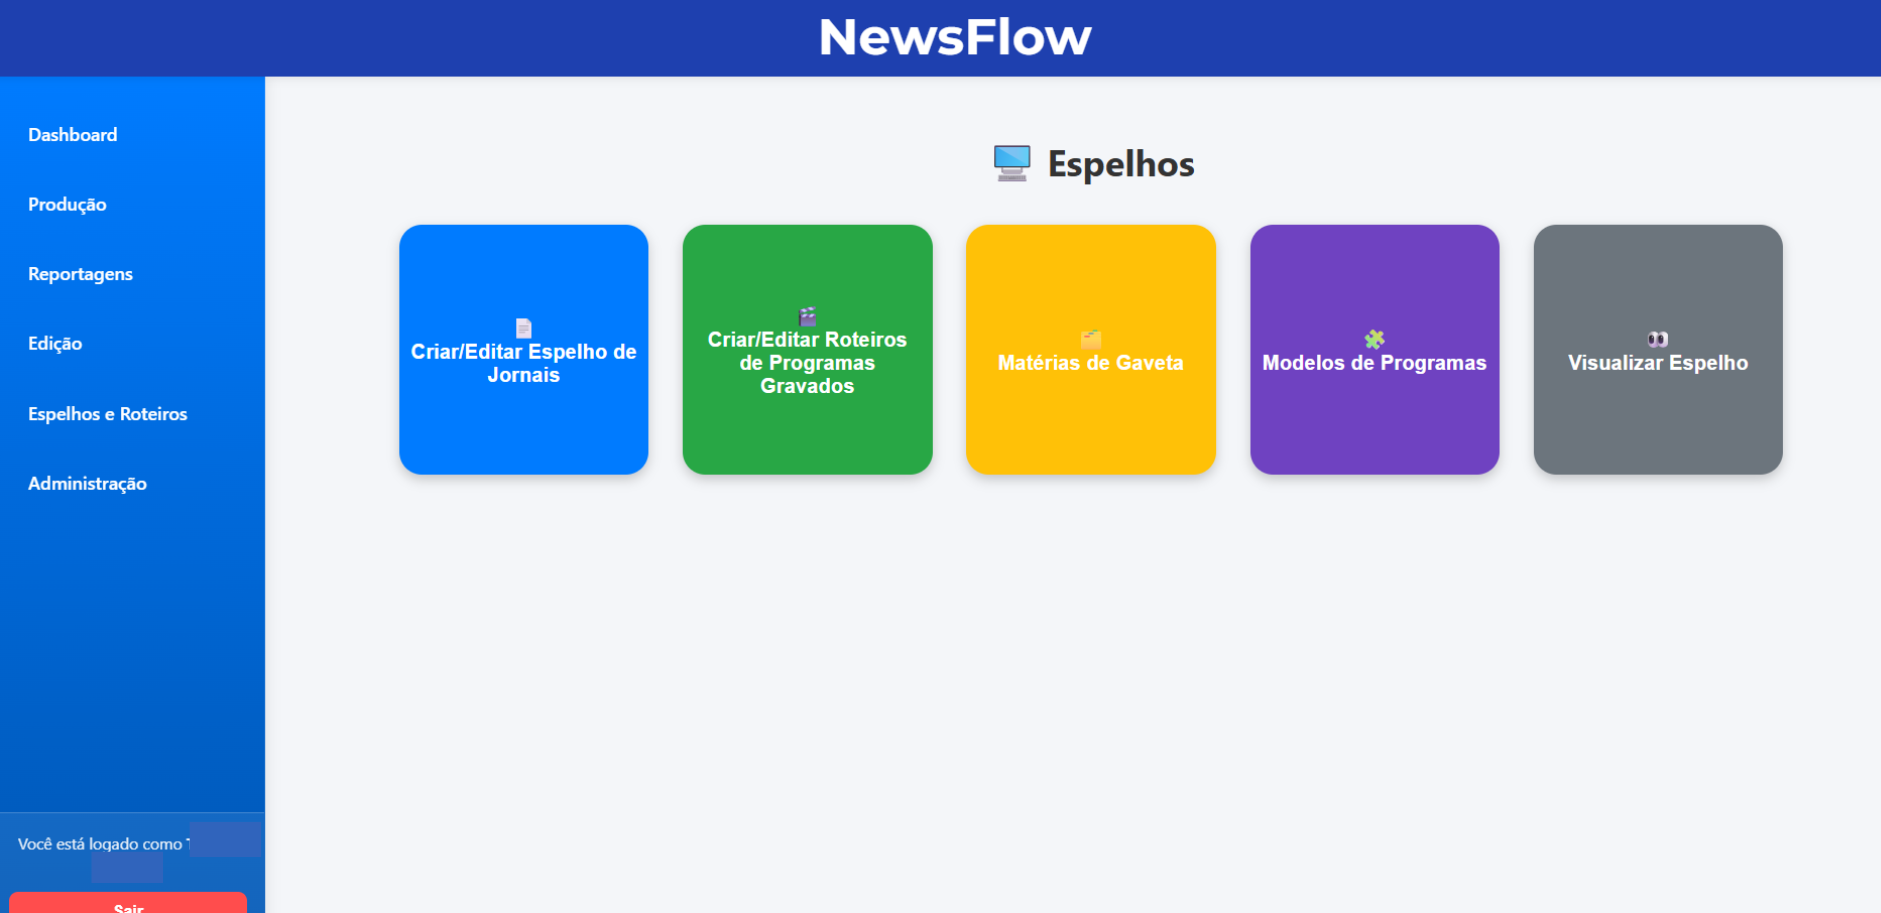 NewsFlow
Dashboard
Produção
Reportagens
Edição
Espelhos e Roteiros
Administração
Você está logado como
Sair
Espelhos
Criar/Editar Espelho de
Jornais
Criar/Editar Roteiros
de Programas
Gravados
Matérias de Gaveta
Modelos de Programas
Visualizar Espelho